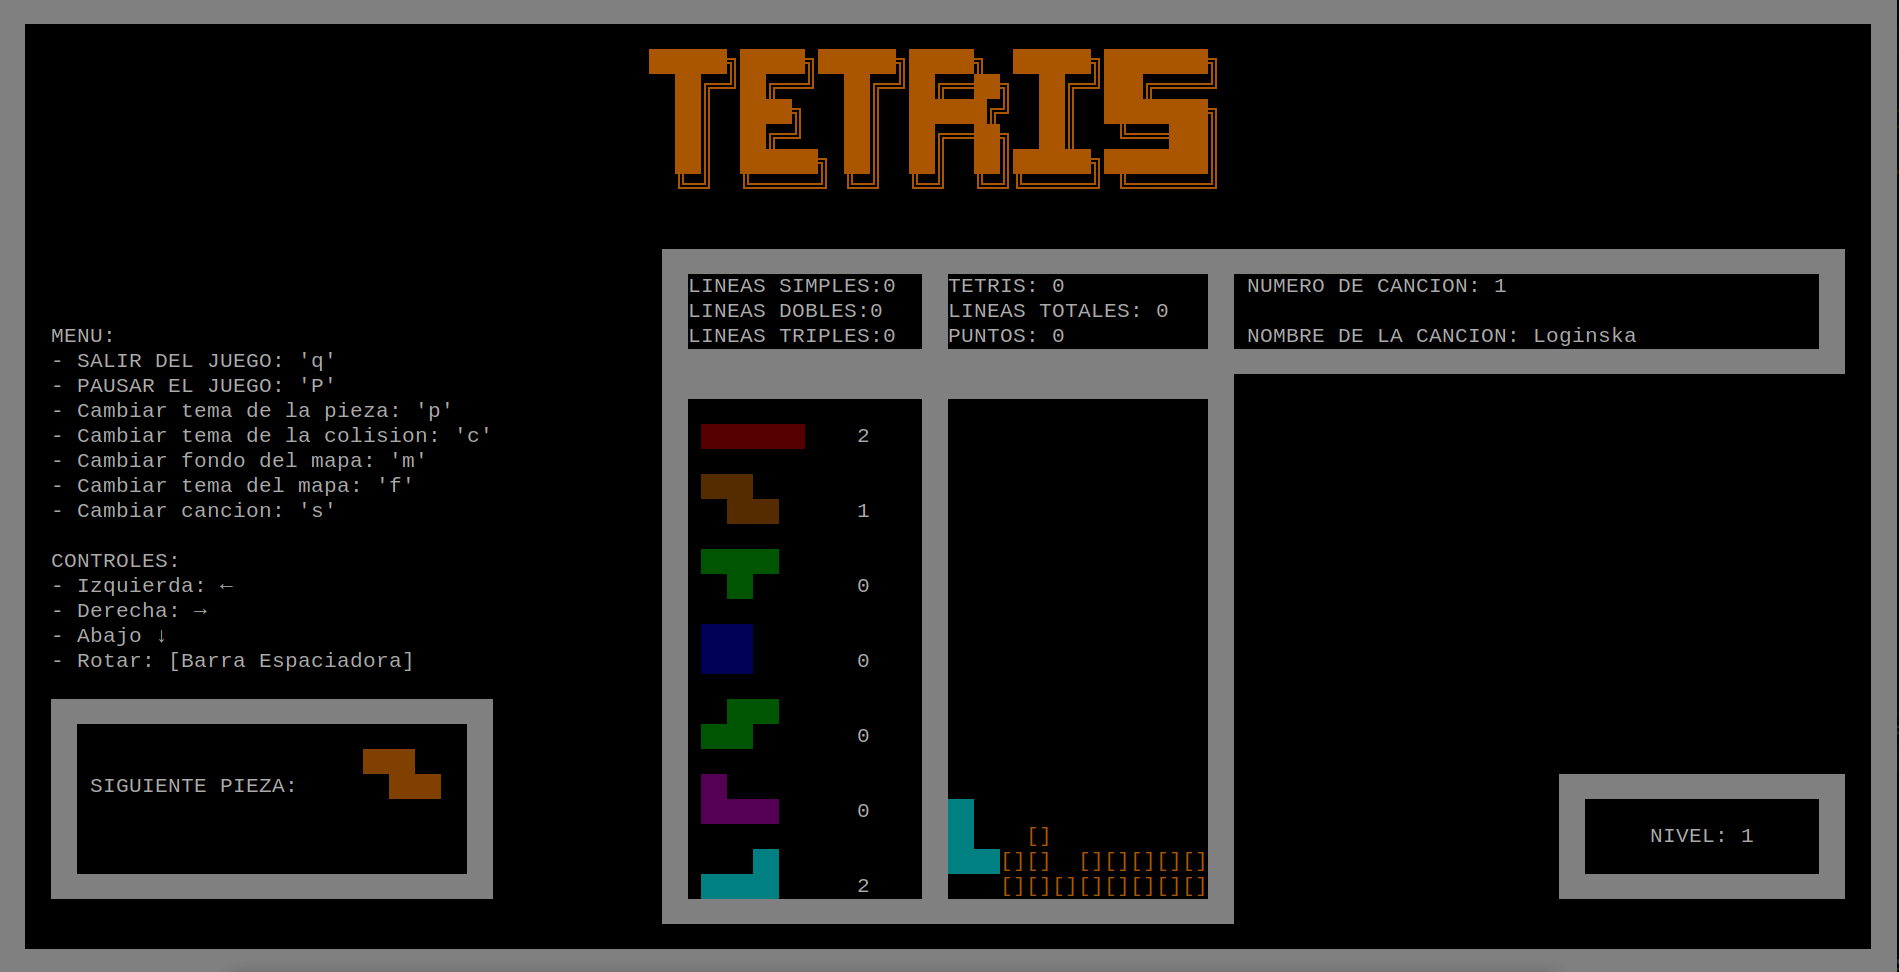 TETRIS
LINEAS SIMPLES:0
LINEAS DOBLES:0
LINEAS TRIPLES:0
TETRIS: 0
LINEAS TOTALES: 0
PUNTOS: 0
NUMERO DE CANCION: 1
NOMBRE DE LA CANCION: Loginska
MENU:
- SALIR DEL JUEGO: 'q'
- PAUSAR EL JUEGO: 'P'
- Cambiar tema de la pieza: 'p'
- Cambiar tema de la colision: 'c'
- Cambiar fondo del mapa: 'm'
- Cambiar tema del mapa: 'f'
- Cambiar cancion: 's'
CONTROLES:
- Izquierda: ←
- Derecha: →
- Abajo ↓
- Rotar: [Barra Espaciadora]
SIGUIENTE PIEZA:
2
1
0
0
0
0
2
[]
[][] [][][][][]
[][][][][][][][]
NIVEL: 1